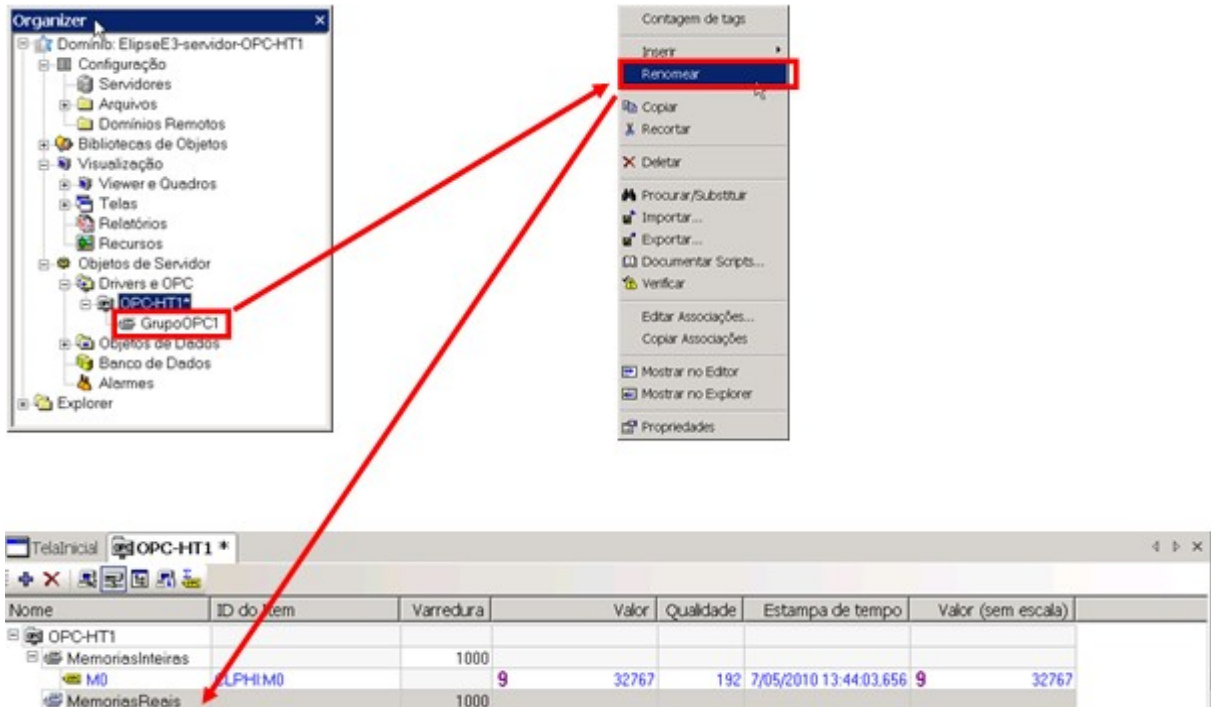 Organizer
Domínio: ElipseE3-servidor-OPC-HT1
Configuração
Servidores
Arquivos
Domínios Remotos
Bibliotecas de Objetos
Visualização
Viewer e Quadros
Telas
Relatórios
Recursos
Objetos de Servidor
Drivers e OPC
OPC-HT1*
GrupoOPC1
Objetos de Dados
Banco de Dados
Alarmes
Explorer
Contagem de tags
Inserir
Renomear
Copiar
Recortar
Deletar
Procurar/Substituir
Importar...
Exportar...
Documentar Scripts...
Verificar
Editar Associações...
Copiar Associações
Mostrar no Editor
Mostrar no Explorer
Propriedades
TelaInicial OPC-HT1 *
Nome ID do Item Varredura Valor Qualidade Estampa de tempo Valor (sem escala)
OPC-HT1
MemoriasInteiras 1000
M0 CLPHI:M0 9 32767 192 7/05/2010 13:44:03,656 9 32767
MemoriasReais 1000